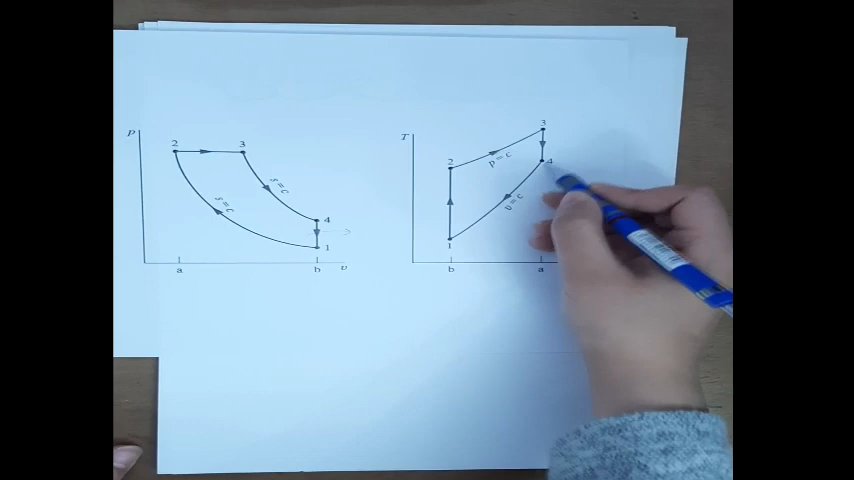 p
2
3
s = c
s = c
4
1
a
b
υ
T
3
2
p = c
4
υ = c
1
b
a